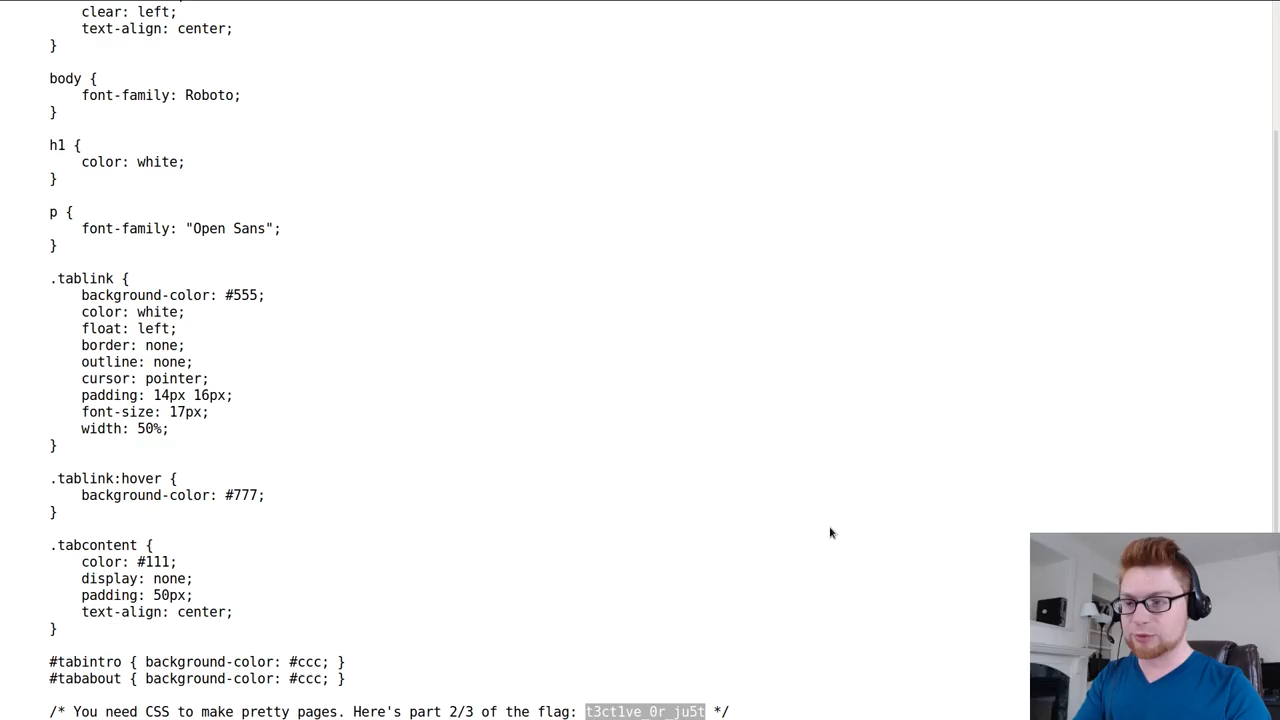 clear: left;
text-align: center;
}
body {
font-family: Roboto;
}
h1 {
color: white;
}
p {
font-family: "Open Sans";
}
.tablink {
background-color: #555;
color: white;
float: left;
border: none;
outline: none;
cursor: pointer;
padding: 14px 16px;
font-size: 17px;
width: 50%;
}
.tablink:hover {
background-color: #777;
}
.tabcontent {
color: #111;
display: none;
padding: 50px;
text-align: center;
}
#tabintro { background-color: #ccc; }
#tababout { background-color: #ccc; }
/* You need CSS to make pretty pages. Here's part 2/3 of the flag: t3ct1ve_0r_ju5t */